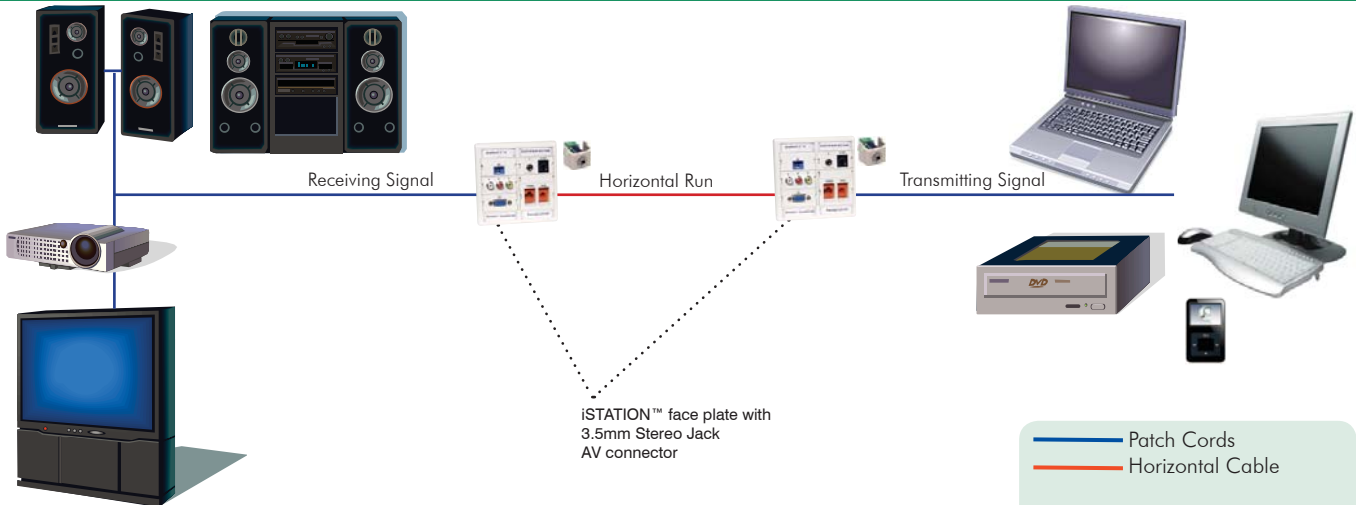 Receiving Signal
Horizontal Run
Transmitting Signal
DVD
iSTATION™ face plate with
3.5mm Stereo Jack
AV connector
Patch Cords
Horizontal Cable